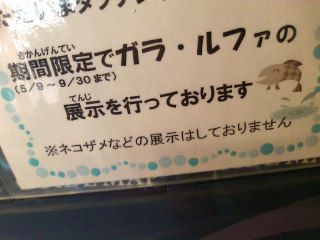 きかんげんてい
期間限定でガラ・ルファの
(5/9～9/30まで)
てんじ
展示を行っております
※ネコザメなどの展示はしておりません